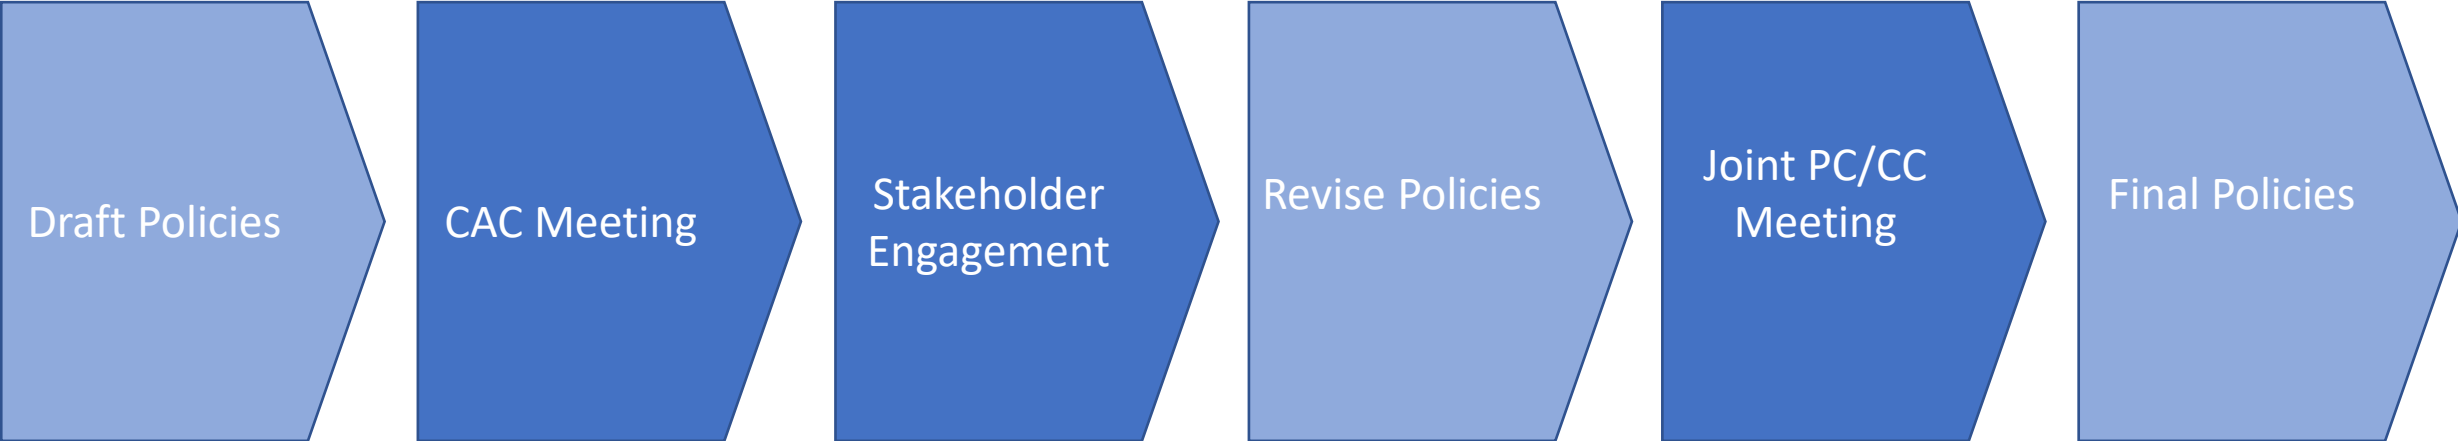 Draft Policies
CAC Meeting
Stakeholder
Engagement
Revise Policies
Joint PC/CC
Meeting
Final Policies